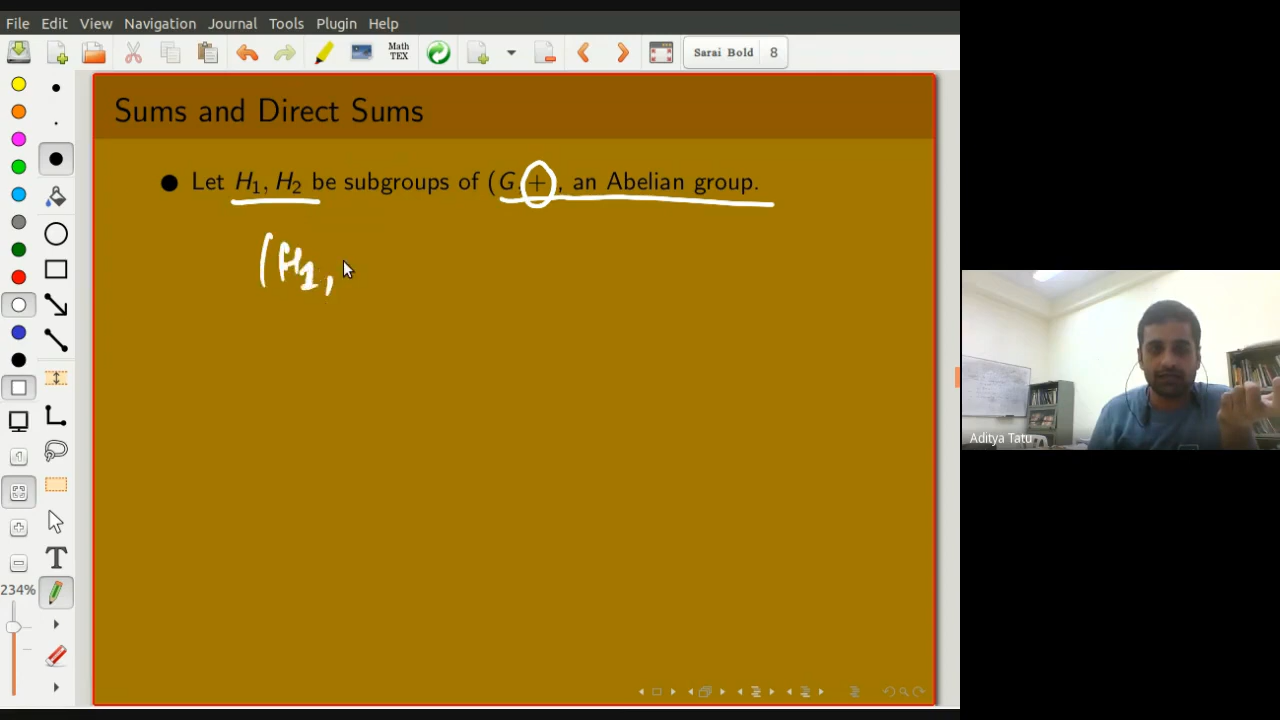 File Edit View Navigation Journal Tools Plugin Help
Math TEX
Sarai Bold 8
Sums and Direct Sums
● Let H₁, H₂ be subgroups of (G, +), an Abelian group.
(H₁,
234%
Aditya Tatu